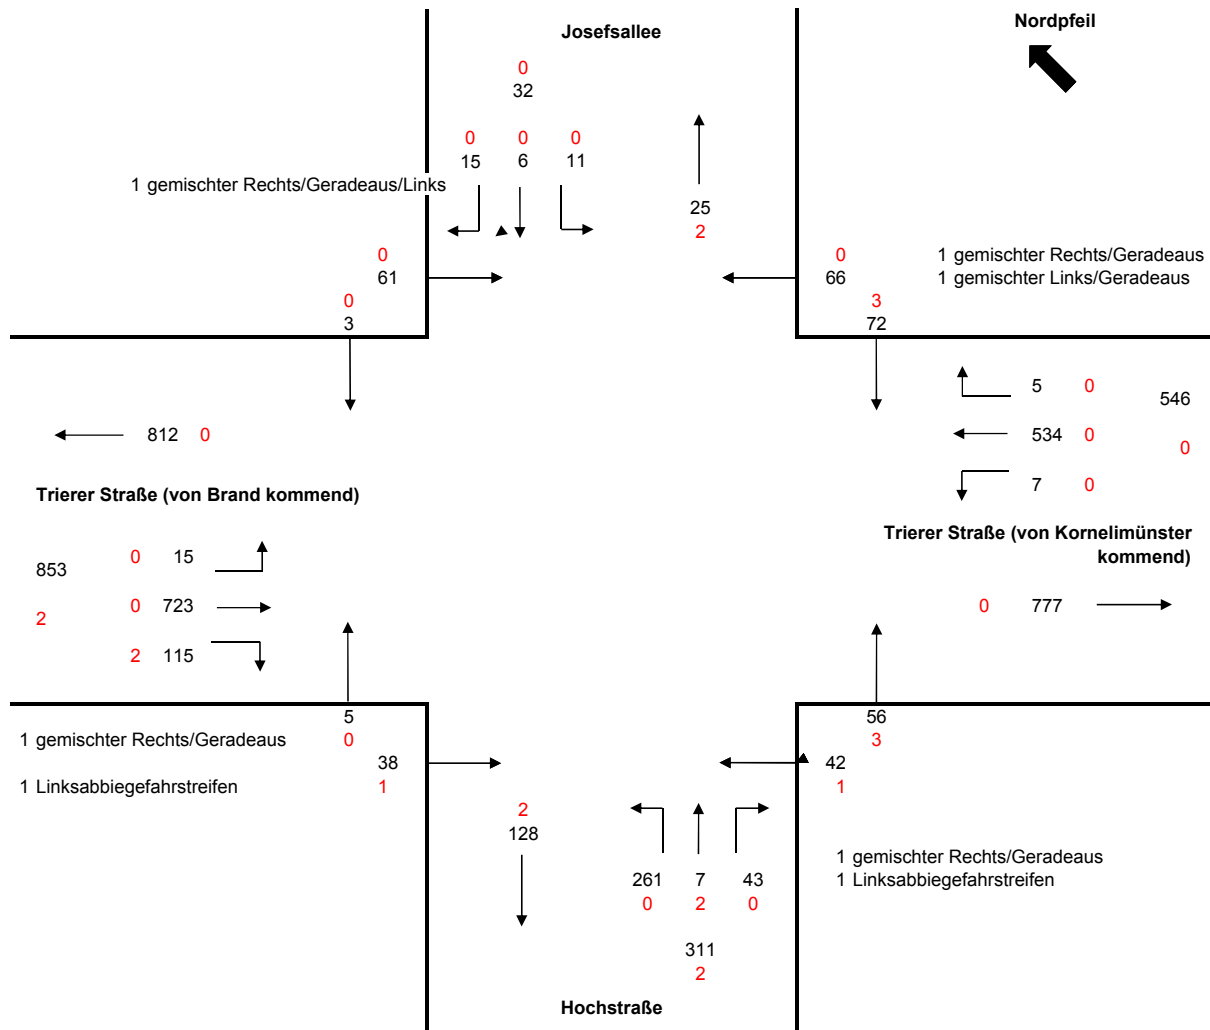 Nordpfeil
Josefsallee
0
32
0 0 0
15 6 11
1 gemischter Rechts/Geradeaus/Links
25
2
0
61
0
3
0
66
3
72
1 gemischter Rechts/Geradeaus
1 gemischter Links/Geradeaus
5 0
546
812 0
534 0
0
7 0
Trierer Straße (von Brand kommend)
Trierer Straße (von Kornelimünster
kommend)
0 15
853
0 723
2
2 115
0 777
5
0
1 gemischter Rechts/Geradeaus
38
1
1 Linksabbiegefahrstreifen
56
3
42
1
2
128
1 gemischter Rechts/Geradeaus
1 Linksabbiegefahrstreifen
261 7 43
0 2 0
311
2
Hochstraße